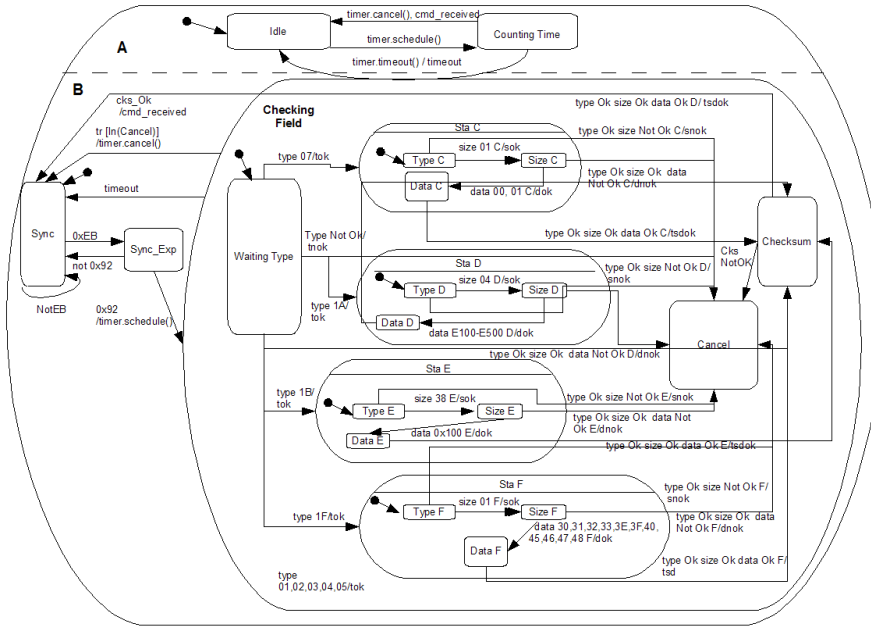 timer.cancel(), cmd_received
Idle
Counting Time
timer.schedule()
A
timer.timeout() / timeout
B
cks_Ok
/cmd_received
Checking
Field
type Ok size Ok data Ok D/ tsdok
Sta C
type Ok size Not Ok C/snok
tr [In(Cancel)]
/timer.cancel()
size 01 C/sok
Type C
Size C
type 07/tok
type Ok size Ok data
Not Ok C/dnok
Data C
data 00, 01 C/dok
timeout
Sync
0xEB
Sync_Exp
not 0x92
Waiting Type
Type Not Ok/
tnok
type Ok size Ok data Ok C/tsdok
Checksum
Cks
NotOK
Sta D
type Ok size Not Ok D/
snok
size 04 D/sok
Type D
Size D
NotEB
0x92
/timer.schedule()
type 1A/
tok
Data D
data E100-E500 D/dok
Cancel
type Ok size Ok data Not Ok D/dnok
Sta E
type 1B/
tok
size 38 E/sok
type Ok size Not Ok E/snok
Type E
Size E
type Ok size Ok data Not
Ok E/dnok
Data E
data 0x100 E/dok
type Ok size Ok data Ok E/tsdok
Sta F
type Ok size Not Ok F/
snok
size 01 F/sok
Type F
Size F
type 1F/tok
type Ok size Ok data
Not Ok F/dnok
data 30,31,32,33,3E,3F,40,
45,46,47,48 F/dok
Data F
type Ok size Ok data Ok F/
tsd
type
01,02,03,04,05/tok